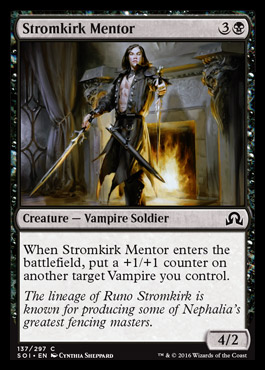 Stromkirk Mentor 3
Creature — Vampire Soldier
When Stromkirk Mentor enters the
battlefield, put a +1/+1 counter on
another target Vampire you control.
The lineage of Runo Stromkirk is
known for producing some of Nephalia's
greatest fencing masters.
4/2
137/297 C
SOI • EN CYNTHIA SHEPPARD ™ & © 2016 Wizards of the Coast